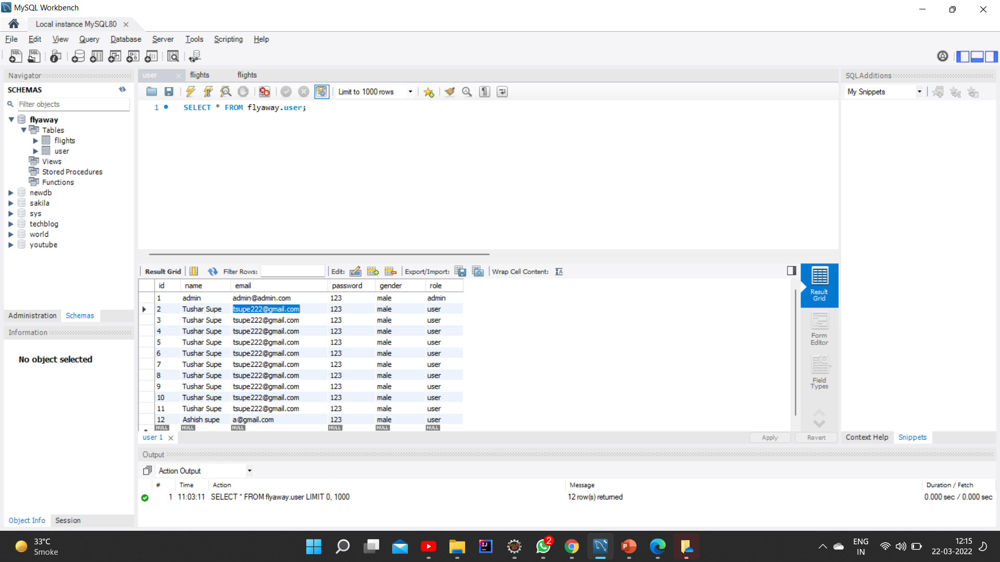 MySQL Workbench
Local instance MySQL80
File Edit View Query Database Server Tools Scripting Help
Navigator
SCHEMAS
Filter objects
flyaway
Tables
flights
user
Views
Stored Procedures
Functions
newdb
sakila
sys
techblog
world
youtube
Administration Schemas
Information
No object selected
Object Info Session
user flights flights
Limit to 1000 rows
1 SELECT * FROM flyaway.user;
Result Grid Filter Rows: Edit: Export/Import: Wrap Cell Content:
id name email password gender role
1 admin admin@admin.com 123 male admin
2 Tushar Supe tsupe222@gmail.com 123 male user
3 Tushar Supe tsupe222@gmail.com 123 male user
4 Tushar Supe tsupe222@gmail.com 123 male user
5 Tushar Supe tsupe222@gmail.com 123 male user
6 Tushar Supe tsupe222@gmail.com 123 male user
7 Tushar Supe tsupe222@gmail.com 123 male user
8 Tushar Supe tsupe222@gmail.com 123 male user
9 Tushar Supe tsupe222@gmail.com 123 male user
10 Tushar Supe tsupe222@gmail.com 123 male user
11 Tushar Supe tsupe222@gmail.com 123 male user
12 Ashish supe a@gmail.com 123 male user
NULL NULL NULL NULL NULL NULL
Result
Grid
Form
Editor
Field
Types
user 1
Apply Revert
SQLAdditions
My Snippets
Context Help Snippets
Output
Action Output
# Time Action Message Duration / Fetch
1 11:03:11 SELECT * FROM flyaway.user LIMIT 0, 1000 12 row(s) returned 0.000 sec / 0.000 sec
33°C
Smoke
2
ENG
IN
12:15
22-03-2022